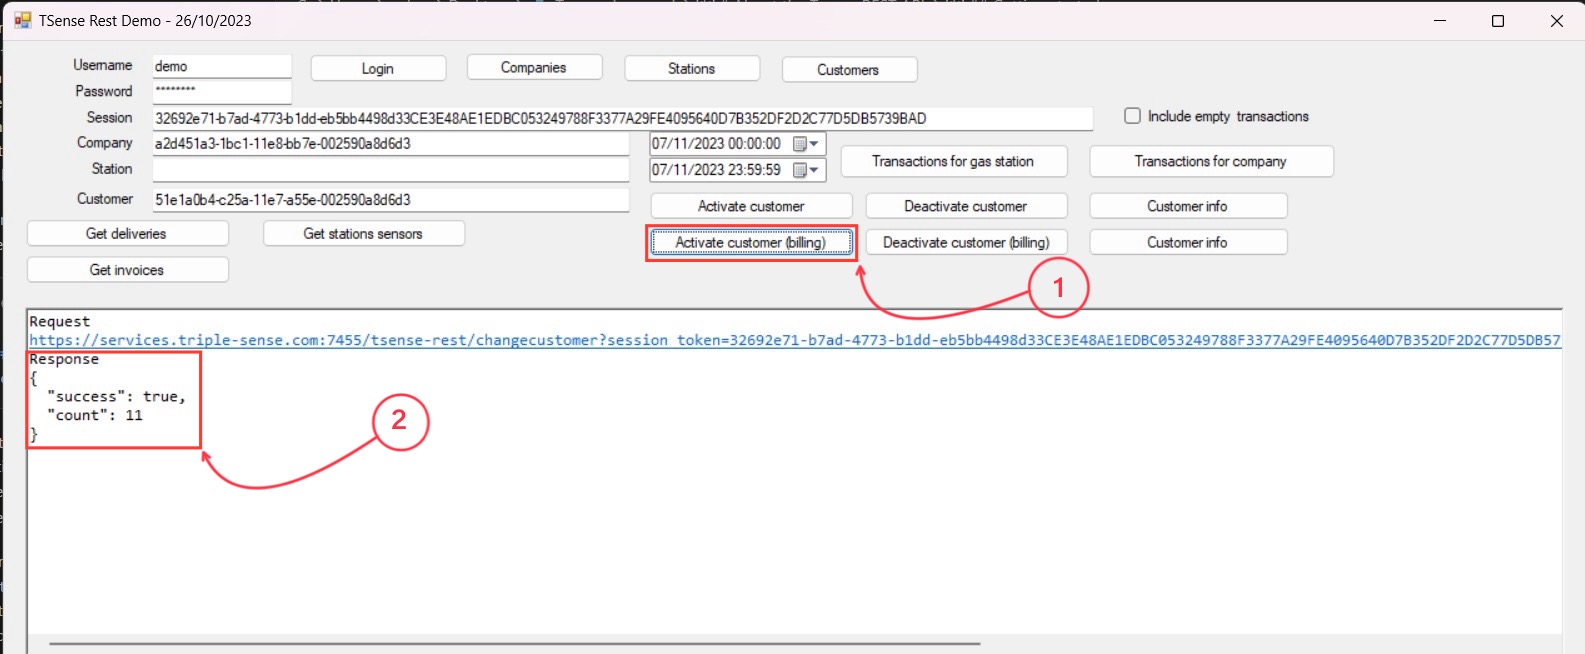 TSense Rest Demo - 26/10/2023
Username demo Login Companies Stations Customers
Password ********
Session 32692e71-b7ad-4773-b1dd-eb5bb4498d33CE3E48AE1EDBC053249788F3377A29FE4095640D7B352DF2D2C77D5DB5739BAD Include empty transactions
Company a2d451a3-1bc1-11e8-bb7e-002590a8d6d3 07/11/2023 00:00:00
Station 07/11/2023 23:59:59 Transactions for gas station Transactions for company
Customer 51e1a0b4-c25a-11e7-a55e-002590a8d6d3 Activate customer Deactivate customer Customer info
Get deliveries Get stations sensors Activate customer (billing) Deactivate customer (billing) Customer info
Get invoices
1
Request
https://services.triple-sense.com:7455/tsense-rest/changecustomer?session_token=32692e71-b7ad-4773-b1dd-eb5bb4498d33CE3E48AE1EDBC053249788F3377A29FE4095640D7B352DF2D2C77D5DB57
Response
{
"success": true,
"count": 11
}
2